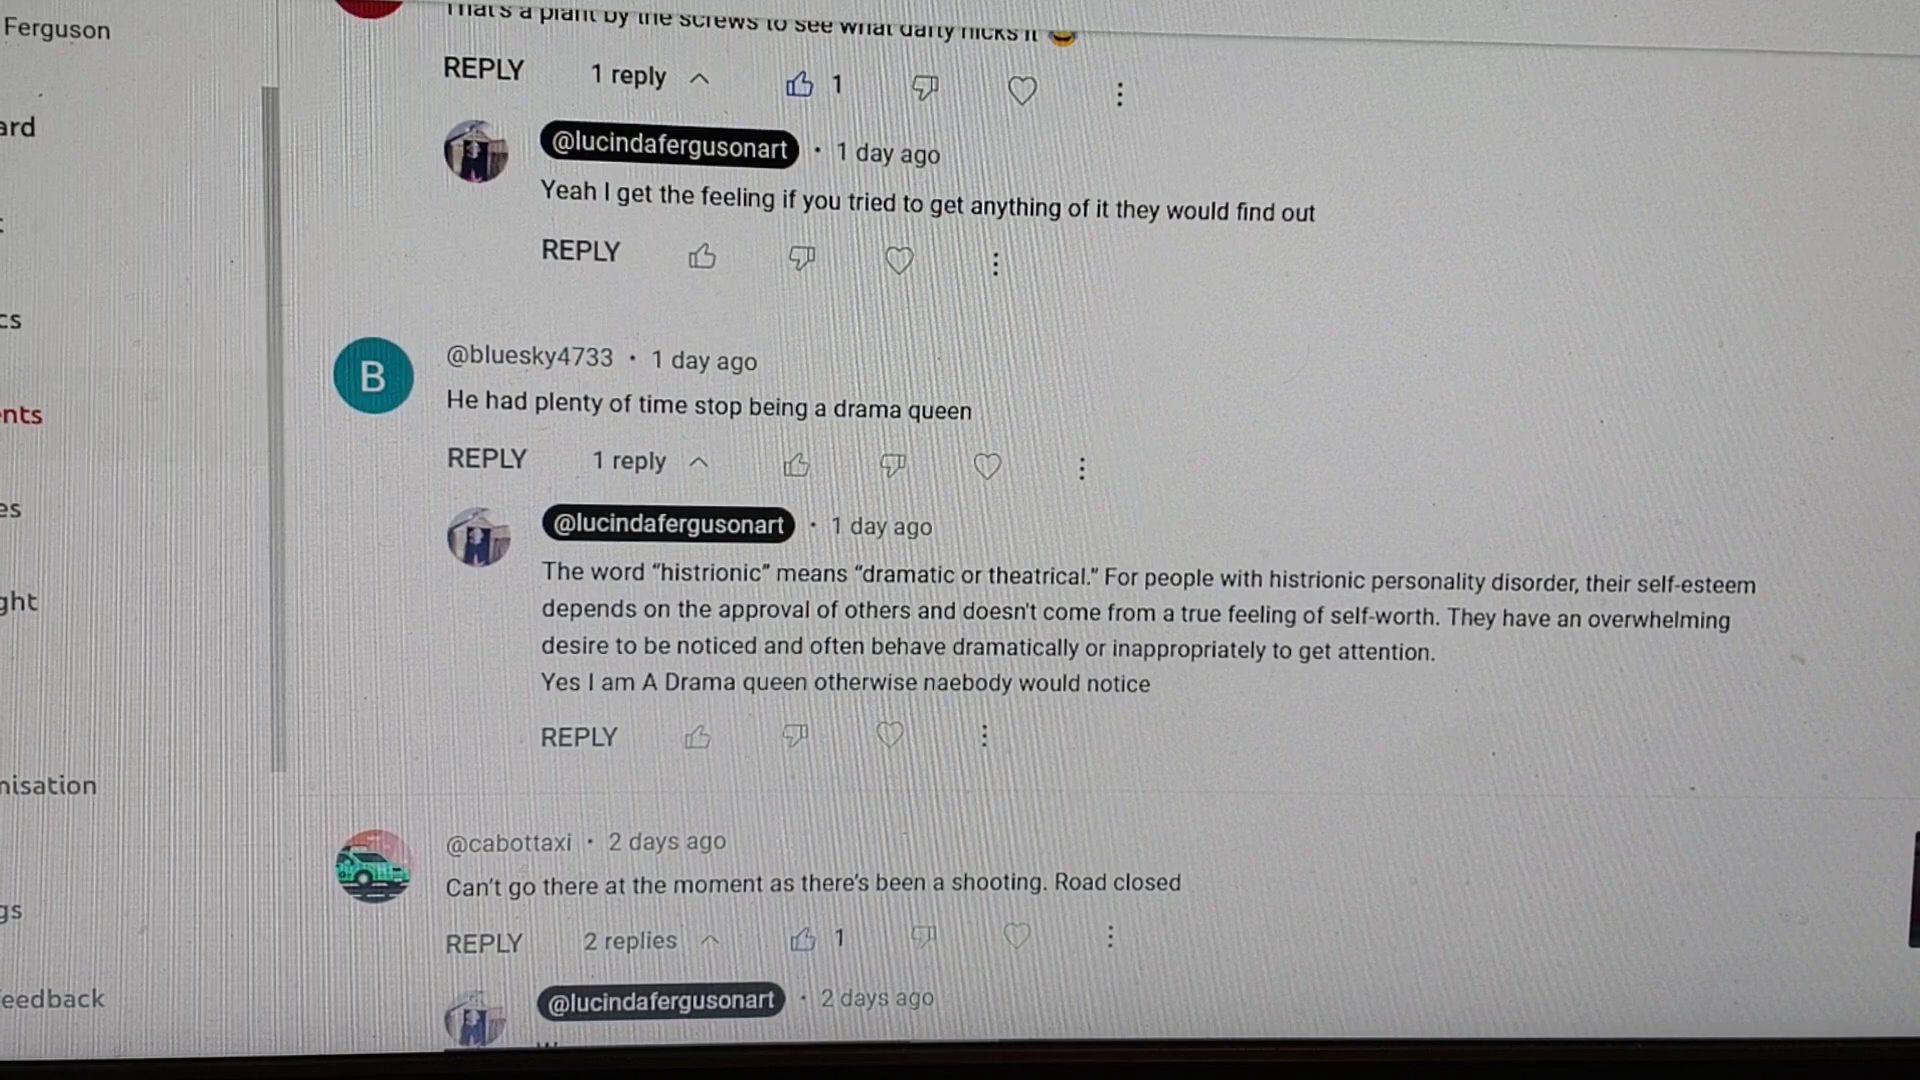 Ferguson
That's a plant by the screws to see what dafty nicks it
REPLY 1 reply 1
ard
@lucindafergusonart · 1 day ago
Yeah I get the feeling if you tried to get anything of it they would find out
REPLY
cs
B
@bluesky4733 · 1 day ago
He had plenty of time stop being a drama queen
nts
REPLY 1 reply
es
@lucindafergusonart · 1 day ago
The word “histrionic” means “dramatic or theatrical.” For people with histrionic personality disorder, their self-esteem
depends on the approval of others and doesn't come from a true feeling of self-worth. They have an overwhelming
desire to be noticed and often behave dramatically or inappropriately to get attention.
Yes I am A Drama queen otherwise naebody would notice
ght
REPLY
nisation
@cabottaxi · 2 days ago
Can't go there at the moment as there's been a shooting. Road closed
gs
REPLY 2 replies 1
eedback
@lucindafergusonart · 2 days ago